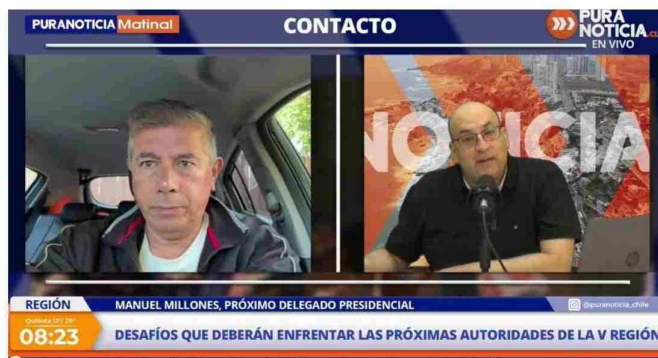 PURANOTICIA Matinal
CONTACTO
PURA
NOTICIA.CL
EN VIVO
NOTICIA
REGIÓN
MANUEL MILLONES, PRÓXIMO DELEGADO PRESIDENCIAL
@puranoticia_chile
08:23
DESAFÍOS QUE DEBERÁN ENFRENTAR LAS PRÓXIMAS AUTORIDADES DE LA V REGIÓN
hp